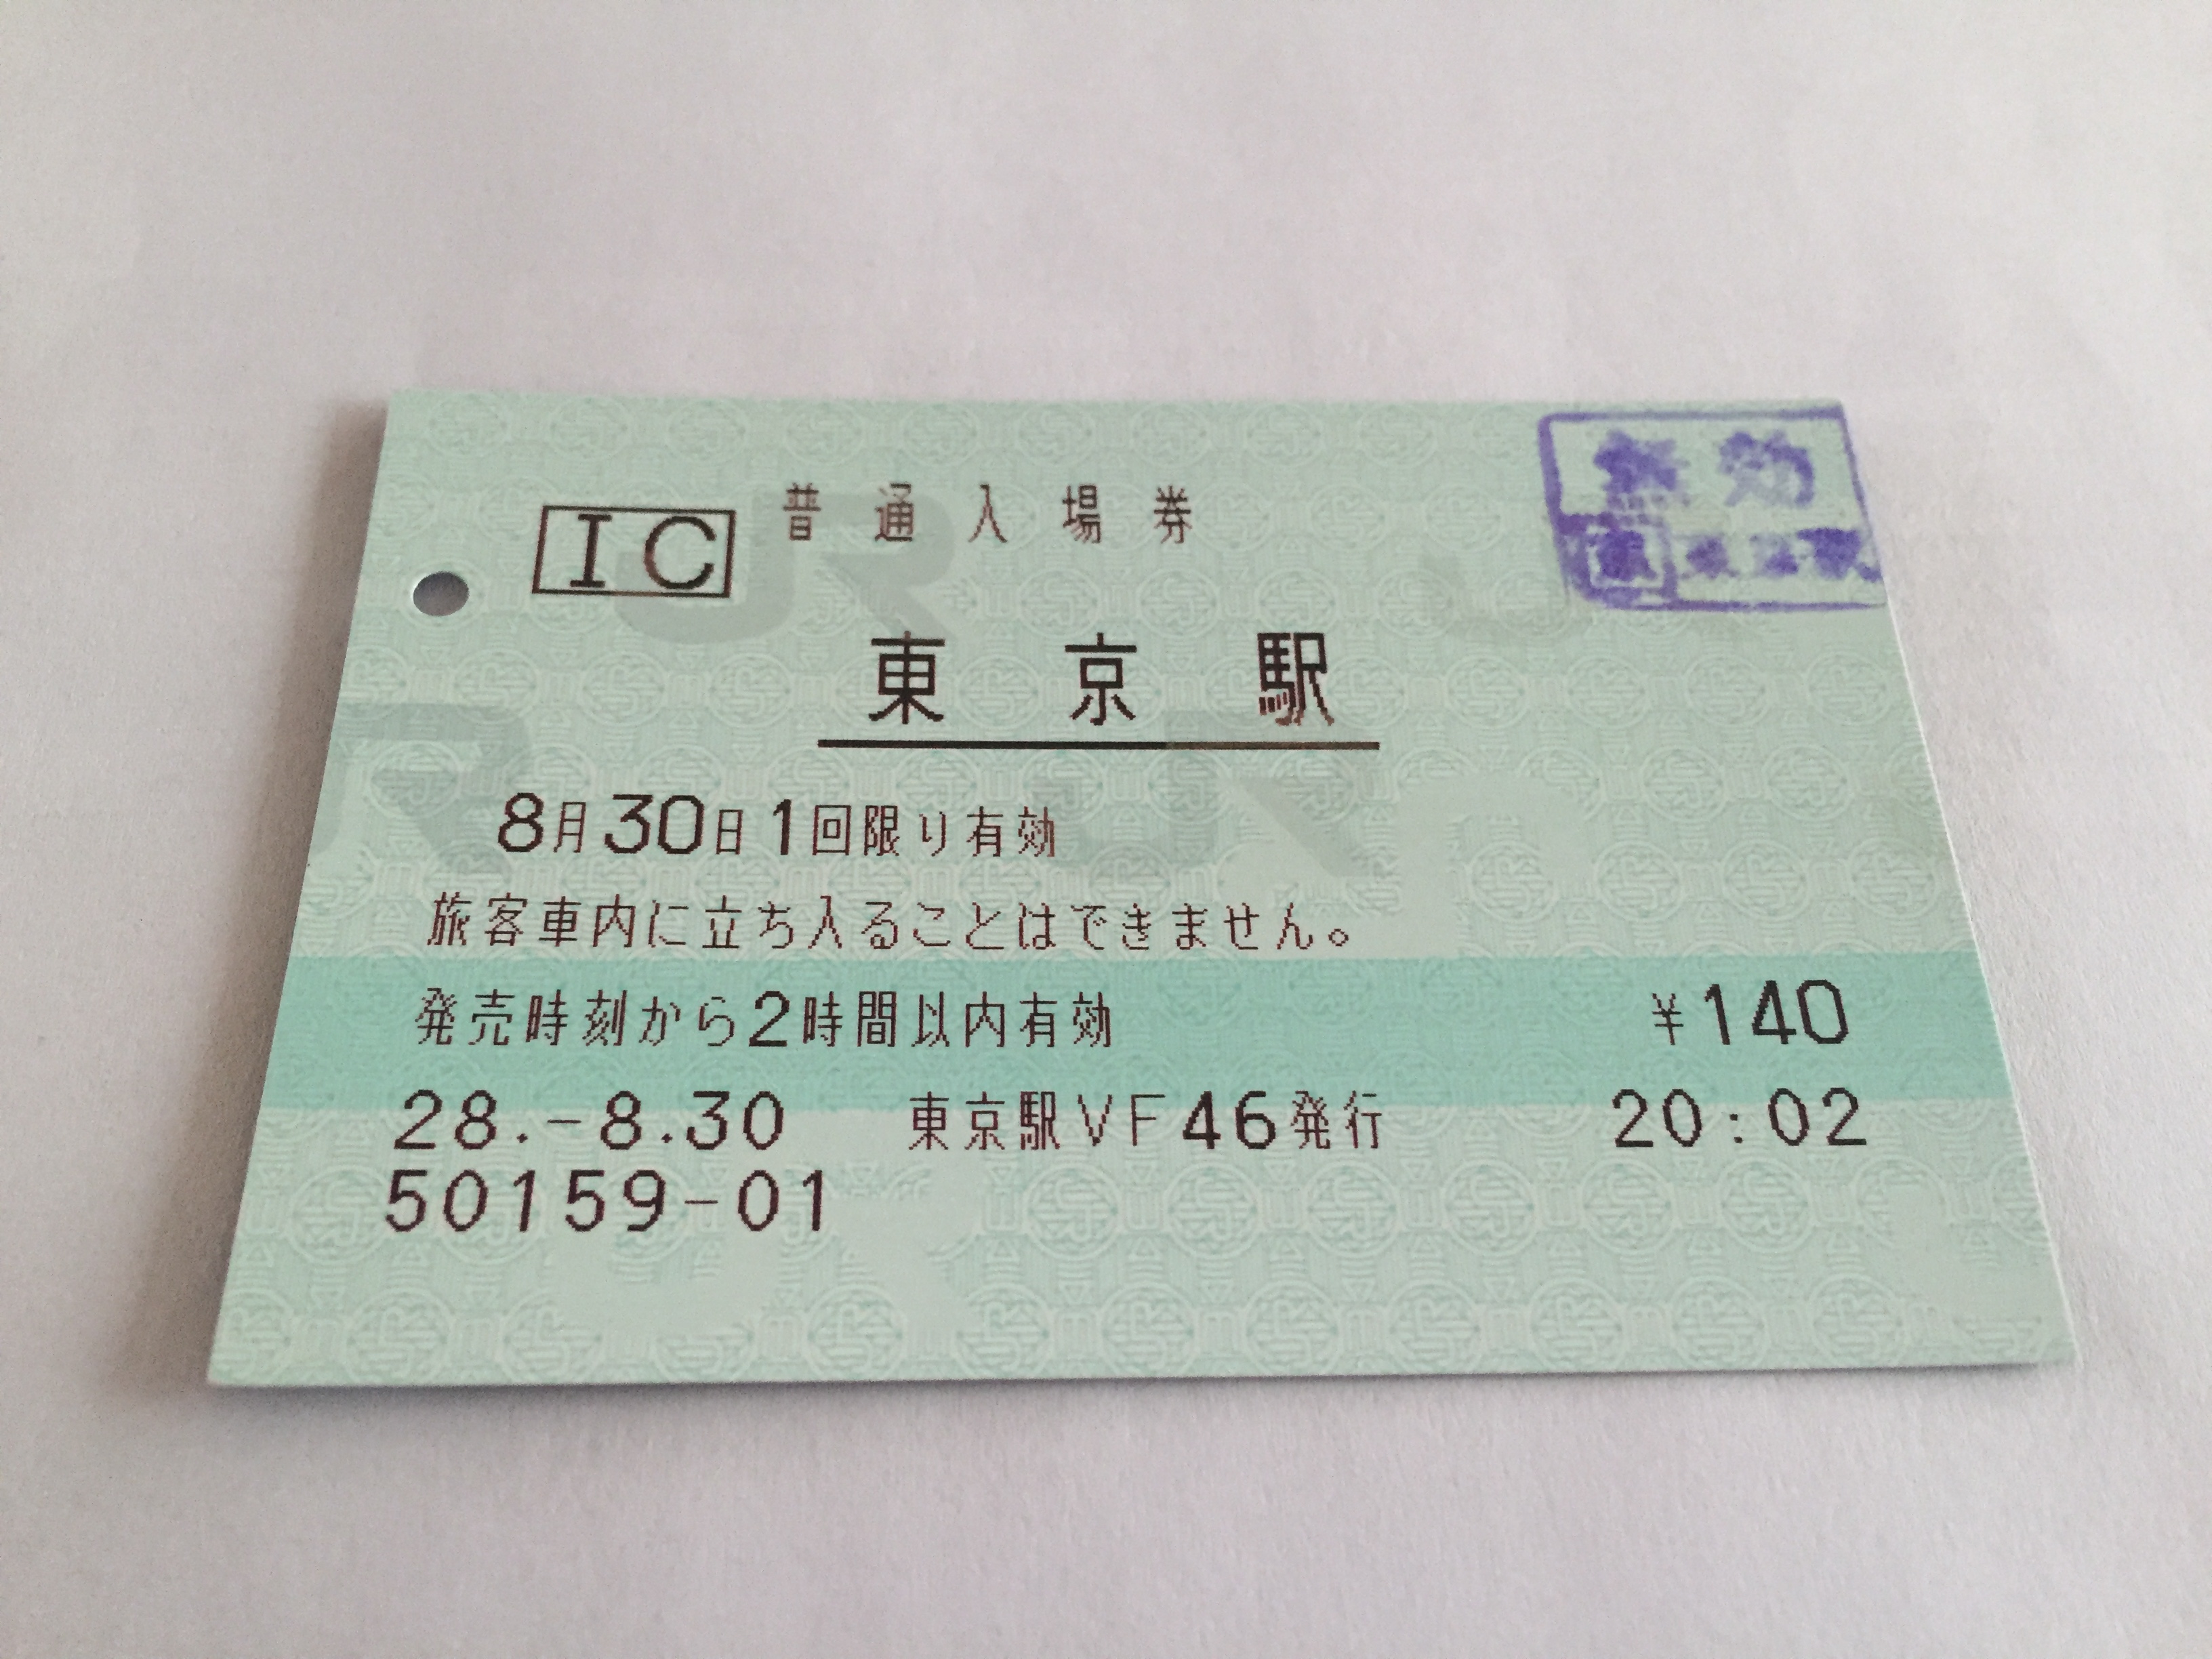 IC 普通入場券
無効
東京駅
8月30日1回限り有効
旅客車内に立ち入ることはできません。
発売時刻から2時間以内有効 ¥140
28.-8.30 東京駅VF46発行 20:02
50159-01